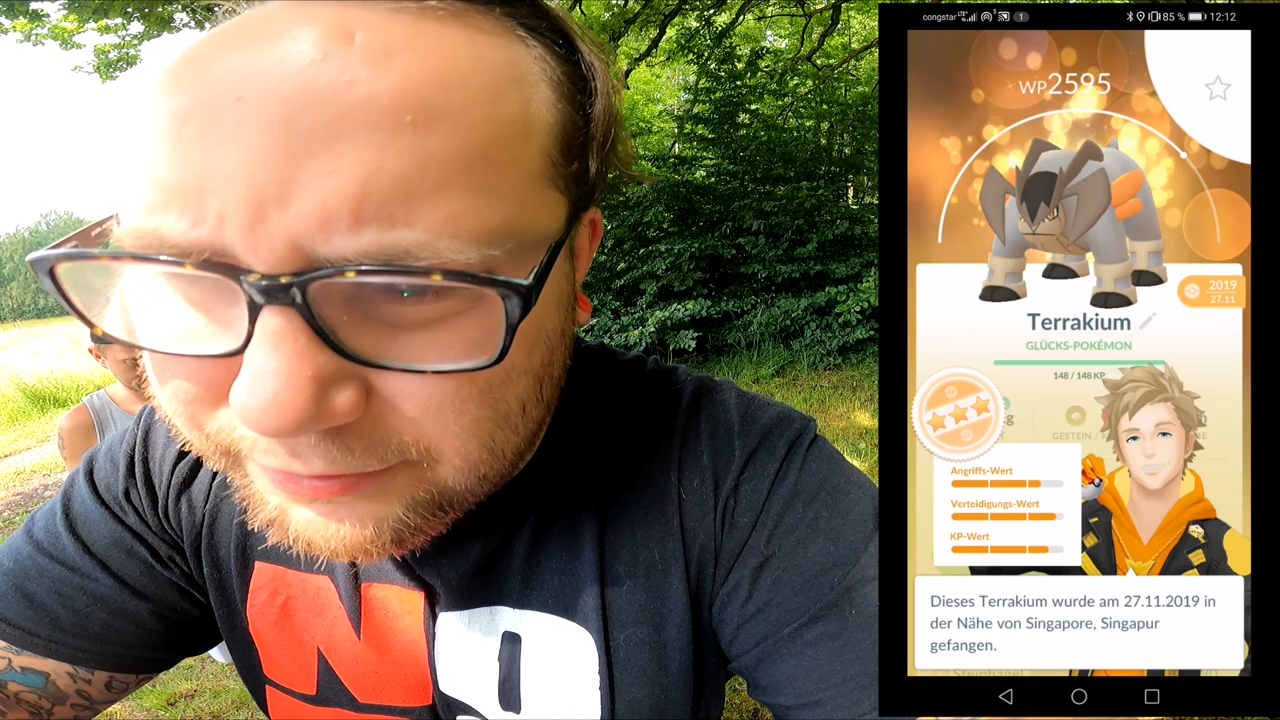 congstar
1
85 %
12:12
WP2595
2019
27.11
Terrakium
GLÜCKS-POKÉMON
148 / 148 KP
GESTEIN /
Angriffs-Wert
Verteidigungs-Wert
KP-Wert
Dieses Terrakium wurde am 27.11.2019 in
der Nähe von Singapore, Singapur
gefangen.